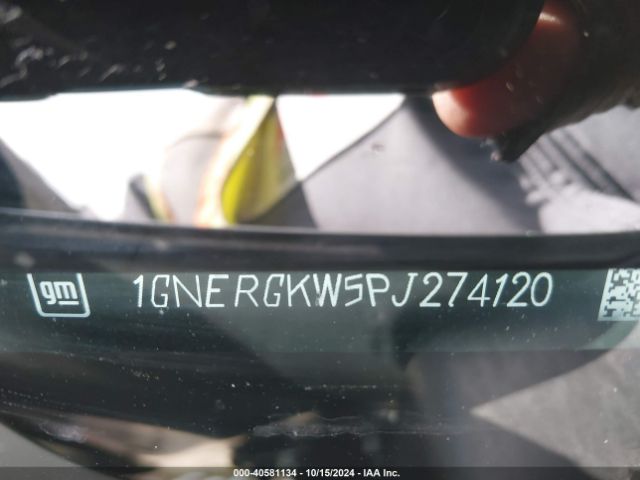 gm 1GNERGKW5PJ274120
000-40581134 - 10/15/2024 - IAA Inc.